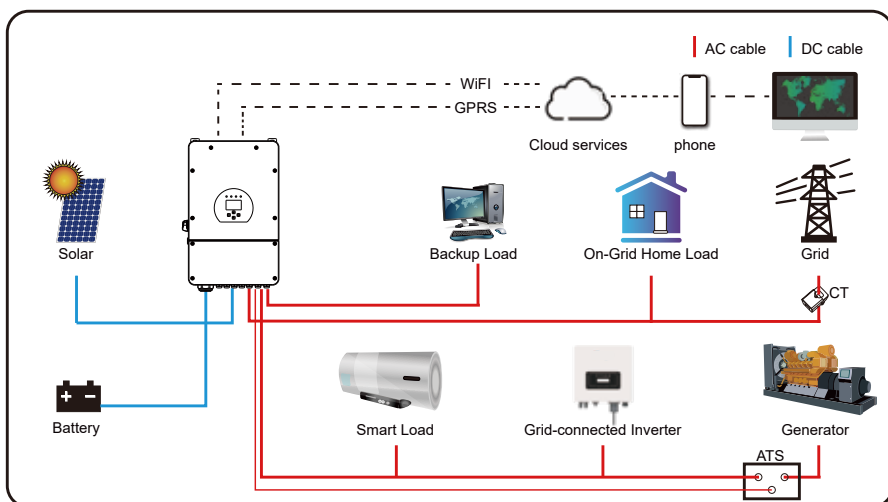 AC cable
DC cable
WiFI
GPRS
Cloud services
phone
Solar
Backup Load
On-Grid Home Load
Grid
CT
Battery
Smart Load
Grid-connected Inverter
Generator
ATS